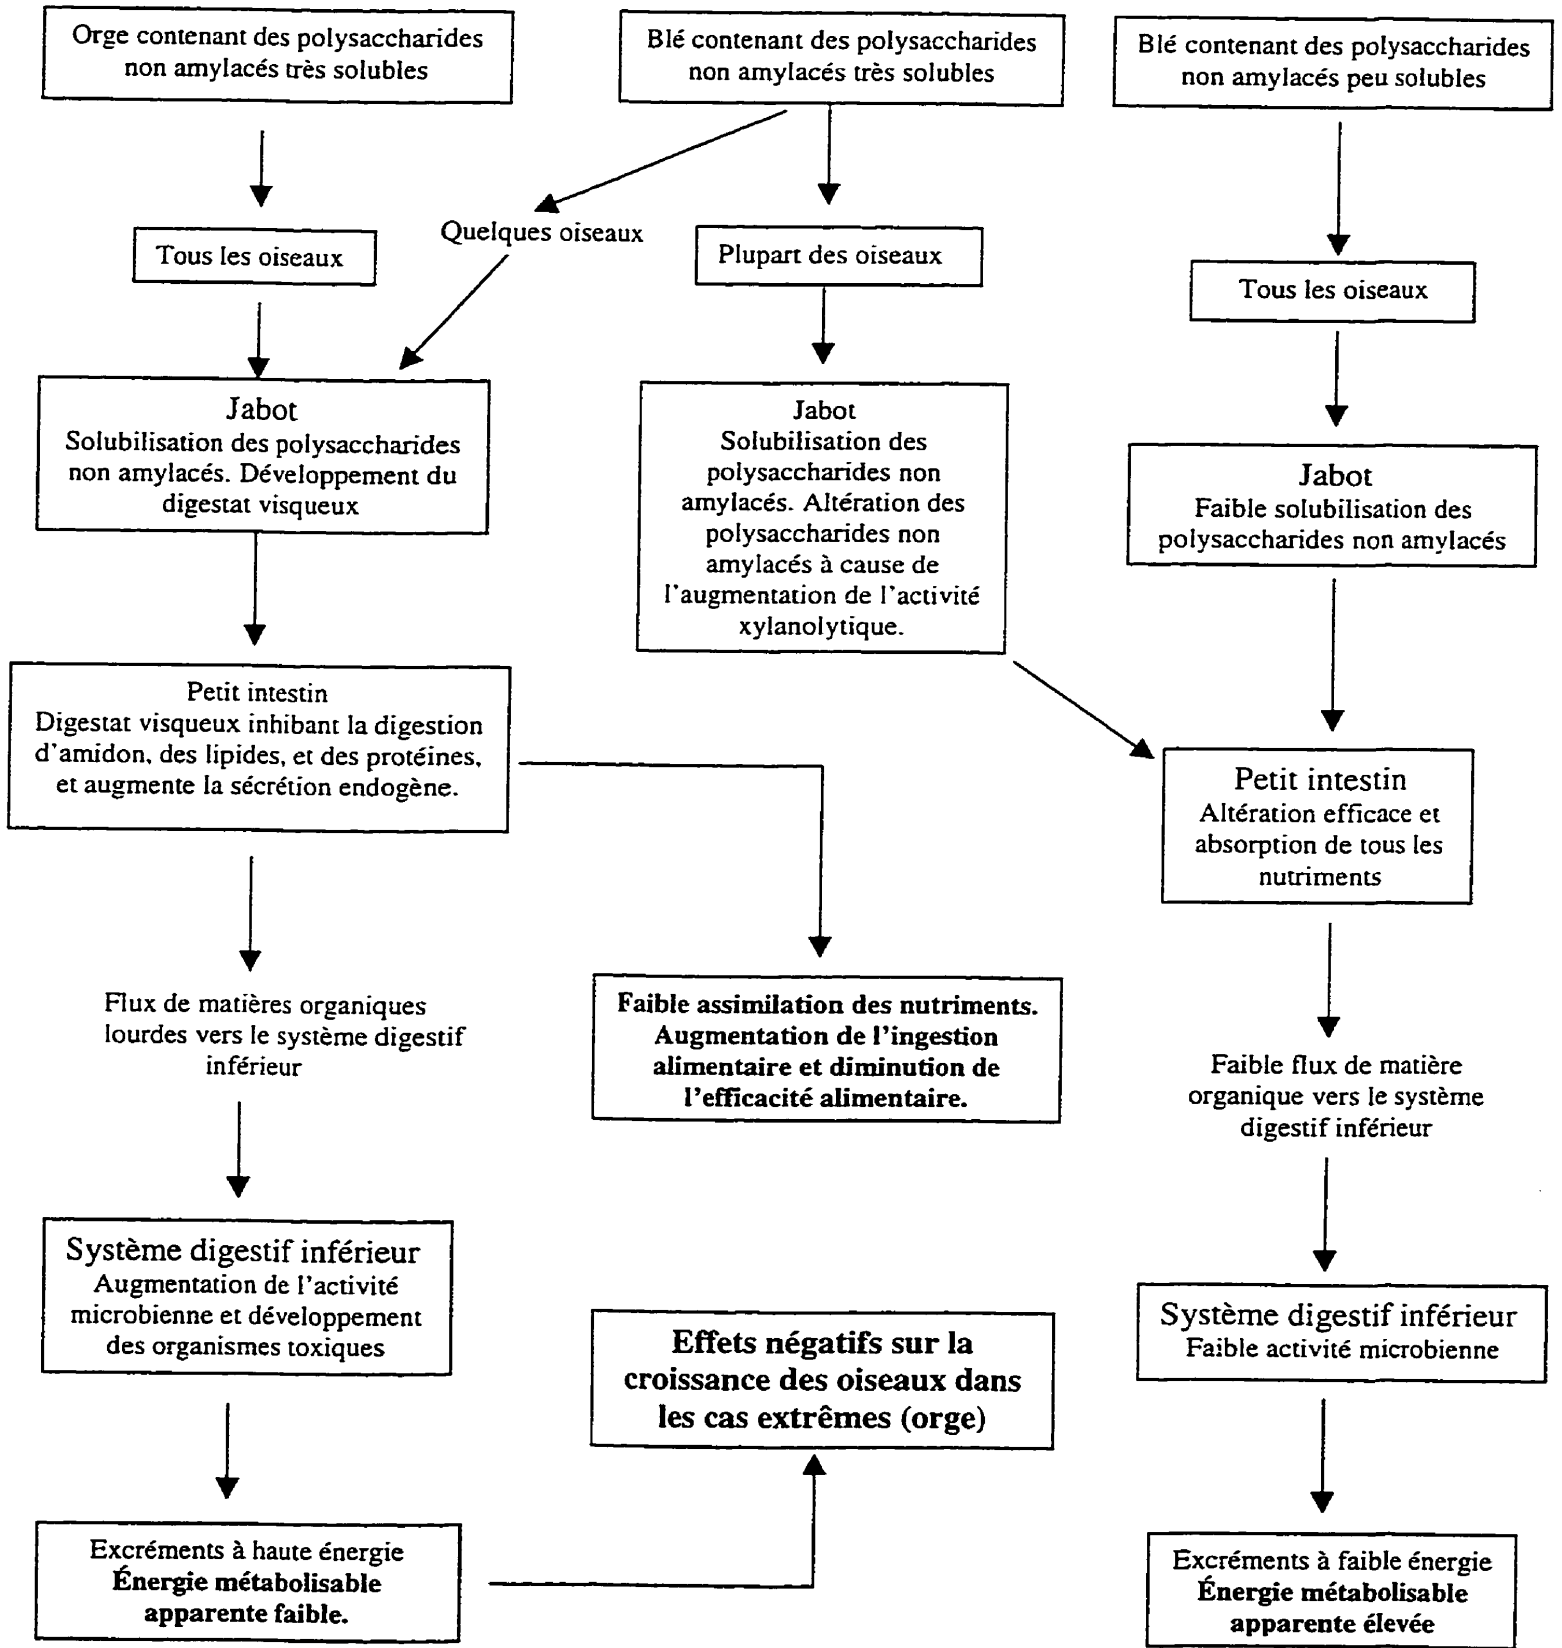 Orge contenant des polysaccharides
non amylacés très solubles
Blé contenant des polysaccharides
non amylacés très solubles
Blé contenant des polysaccharides
non amylacés peu solubles
Tous les oiseaux
Quelques oiseaux
Plupart des oiseaux
Tous les oiseaux
Jabot
Solubilisation des polysaccharides
non amylacés. Développement du
digestat visqueux
Jabot
Solubilisation des
polysaccharides non
amylacés. Altération des
polysaccharides non
amylacés à cause de
l'augmentation de l'activité
xylanolytique.
Jabot
Faible solubilisation des
polysaccharides non amylacés
Petit intestin
Digestat visqueux inhibant la digestion
d'amidon, des lipides, et des protéines,
et augmente la sécrétion endogène.
Petit intestin
Altération efficace et
absorption de tous les
nutriments
Flux de matières organiques
lourdes vers le système digestif
inférieur
Faible assimilation des nutriments.
Augmentation de l'ingestion
alimentaire et diminution de
l'efficacité alimentaire.
Faible flux de matière
organique vers le système
digestif inférieur
Système digestif inférieur
Augmentation de l'activité
microbienne et développement
des organismes toxiques
Effets négatifs sur la
croissance des oiseaux dans
les cas extrêmes (orge)
Système digestif inférieur
Faible activité microbienne
Excréments à haute énergie
Énergie métabolisable
apparente faible.
Excréments à faible énergie
Énergie métabolisable
apparente élevée